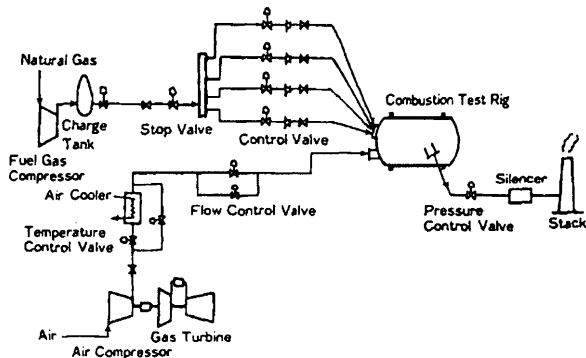 Natural Gas
Charge
Tank
Stop Valve
Control Valve
Combustion Test Rig
Fuel Gas
Compressor
Air Cooler
Flow Control Valve
Silencer
Pressure
Control Valve
Stack
Temperature
Control Valve
Gas Turbine
Air
Air Compressor